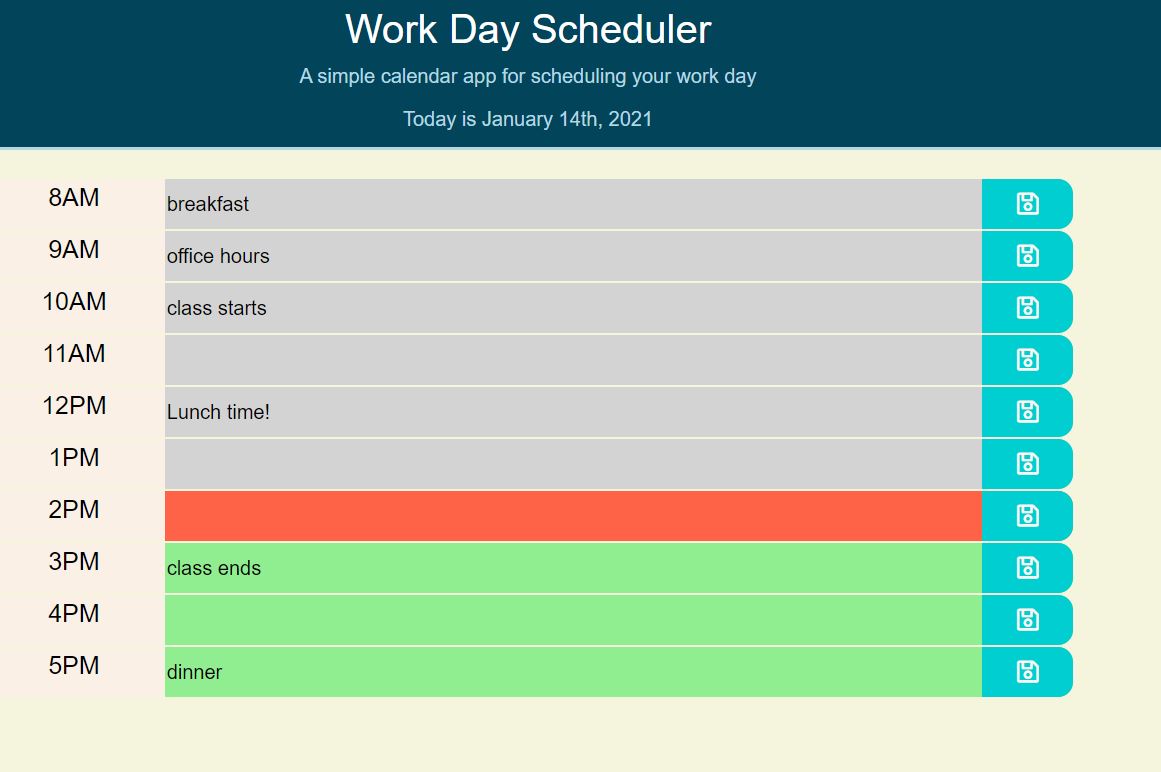 Work Day Scheduler
A simple calendar app for scheduling your work day
Today is January 14th, 2021
8AM breakfast
9AM office hours
10AM class starts
11AM
12PM Lunch time!
1PM
2PM
3PM class ends
4PM
5PM dinner